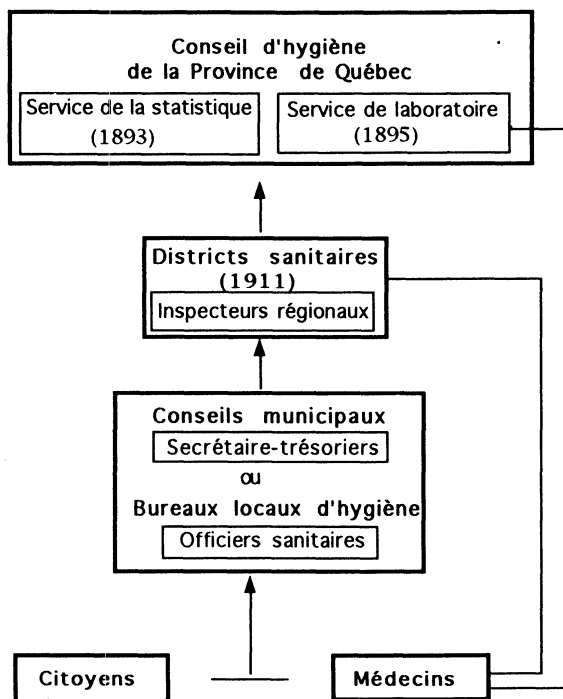 Conseil d'hygiène
de la Province de Québec
Service de la statistique
(1893)
Service de laboratoire
(1895)
Districts sanitaires
(1911)
Inspecteurs régionaux
Conseils municipaux
Secrétaire-trésoriers
ou
Bureaux locaux d'hygiène
Officiers sanitaires
Citoyens
Médecins